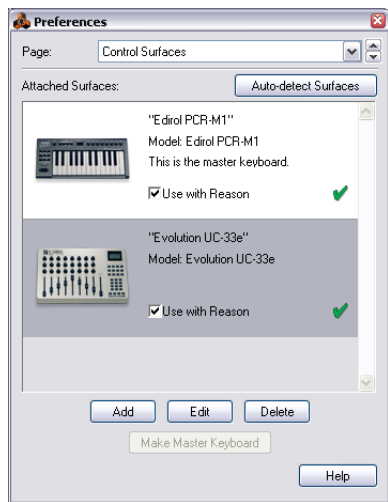 Preferences
Page: Control Surfaces
Attached Surfaces: Auto-detect Surfaces
"Edirol PCR-M1"
Model: Edirol PCR-M1
This is the master keyboard.
Use with Reason
"Evolution UC-33e"
Model: Evolution UC-33e
Use with Reason
Add Edit Delete
Make Master Keyboard
Help